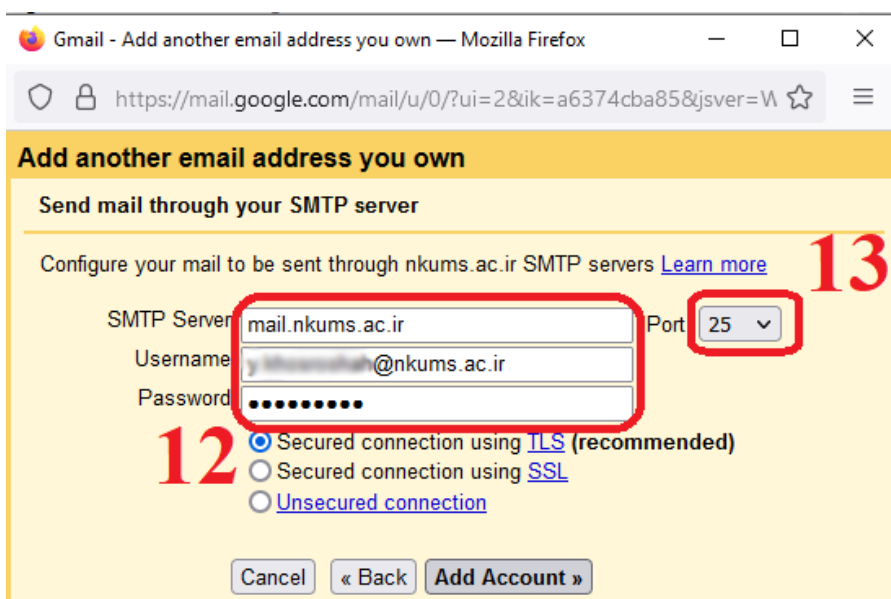 Gmail - Add another email address you own — Mozilla Firefox
https://mail.google.com/mail/u/0/?ui=2&ik=a6374cba85&jsver=W
Add another email address you own
Send mail through your SMTP server
Configure your mail to be sent through nkums.ac.ir SMTP servers Learn more
13
SMTP Server mail.nkums.ac.ir Port 25
Username @nkums.ac.ir
Password •••••••••
12
Secured connection using TLS (recommended)
Secured connection using SSL
Unsecured connection
Cancel « Back Add Account »